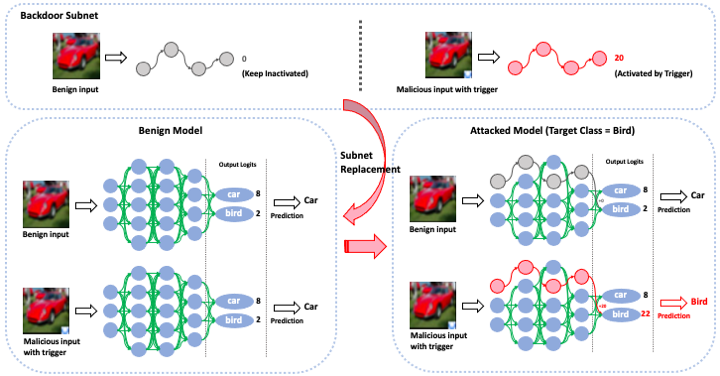 Backdoor Subnet
0
(Keep Inactivated)
Benign input
20
(Activated by Trigger)
Malicious input with trigger
Subnet
Replacement
Benign Model
Output Logits
car 8
bird 2
Car
Prediction
Benign input
car 8
bird 2
Car
Prediction
Malicious input
with trigger
Attacked Model (Target Class = Bird)
Output Logits
+0
car 8
bird 2
Car
Prediction
Benign input
+20
car 8
bird 22
Bird
Prediction
Malicious input
with trigger